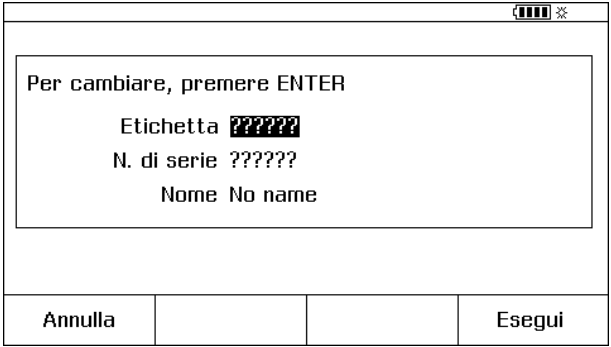 Per cambiare, premere ENTER
Etichetta ??????
N. di serie ??????
Nome No name
Annulla Esegui